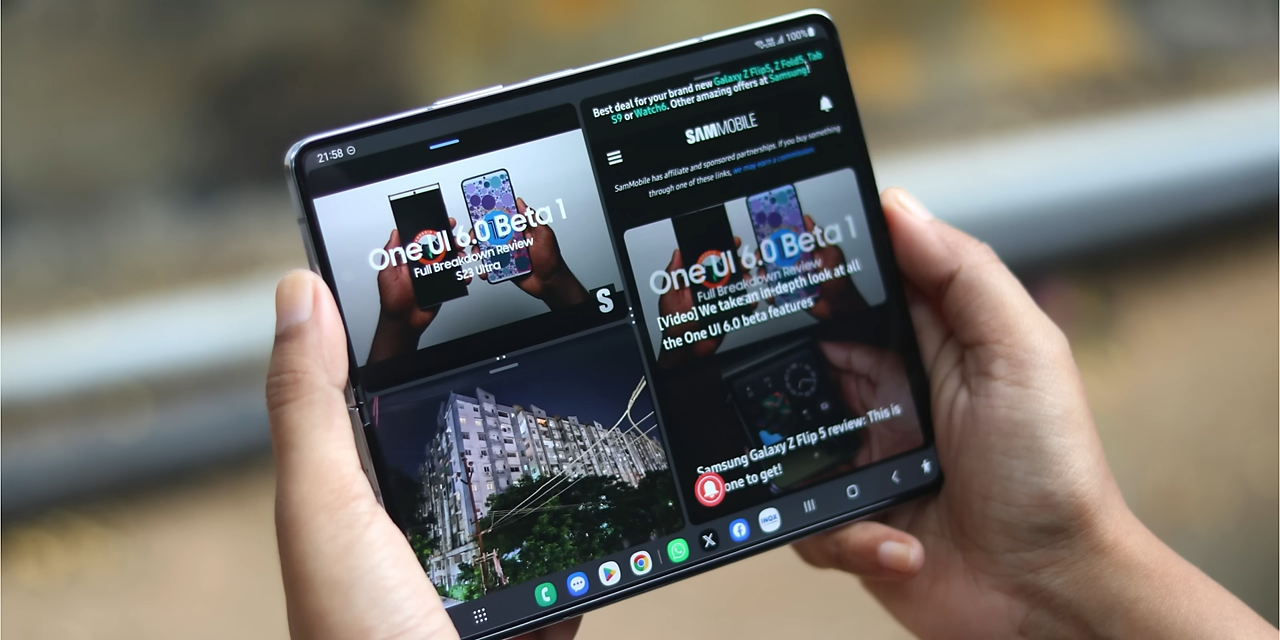 21:58
100%
One UI 6.0 Beta 1
Full Breakdown Review
S23 Ultra
S
Best deal for your brand new Galaxy Z Flip5, Z Fold5, Tab
S9 or Watch6. Other amazing offers at Samsung!
SAMMOBILE
SamMobile has affiliate and sponsored partnerships. If you buy something
through one of these links, we may earn a commission.
One UI 6.0 Beta 1
Full Breakdown Review
[Video] We take an in-depth look at all
the One UI 6.0 beta features
Samsung Galaxy Z Flip 5 review: This is
one to get!
INOX